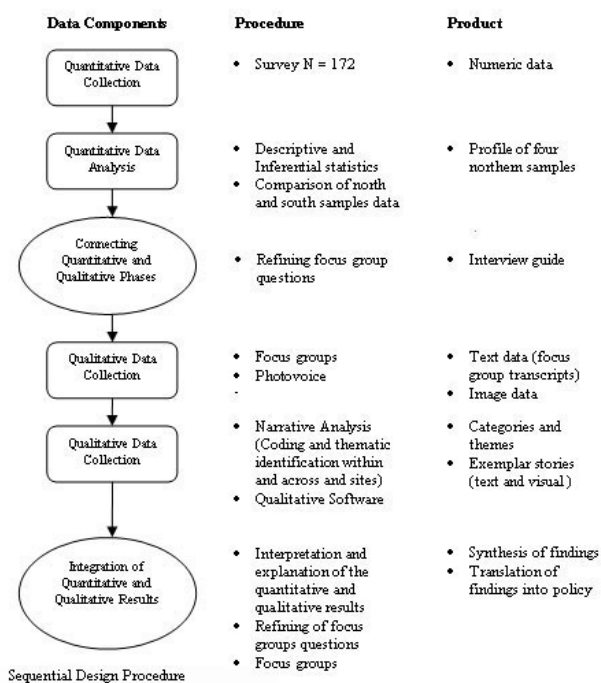 Data Components Procedure Product
Quantitative Data
Collection
• Survey N = 172
• Numeric data
Quantitative Data
Analysis
• Descriptive and
Inferential statistics
• Comparison of north
and south samples data
• Profile of four
northern samples
Connecting
Quantitative and
Qualitative Phases
• Refining focus group
questions
• Interview guide
Qualitative Data
Collection
• Focus groups
• Photovoice
• Text data (focus
group transcripts)
• Image data
Qualitative Data
Collection
• Narrative Analysis
(Coding and thematic
identification within
and across and sites)
• Qualitative Software
• Categories and
themes
• Exemplar stories
(text and visual)
Integration of
Quantitative and
Qualitative Results
• Interpretation and
explanation of the
quantitative and
qualitative results
• Refining of focus
groups questions
• Focus groups
• Synthesis of findings
• Translation of
findings into policy
Sequential Design Procedure